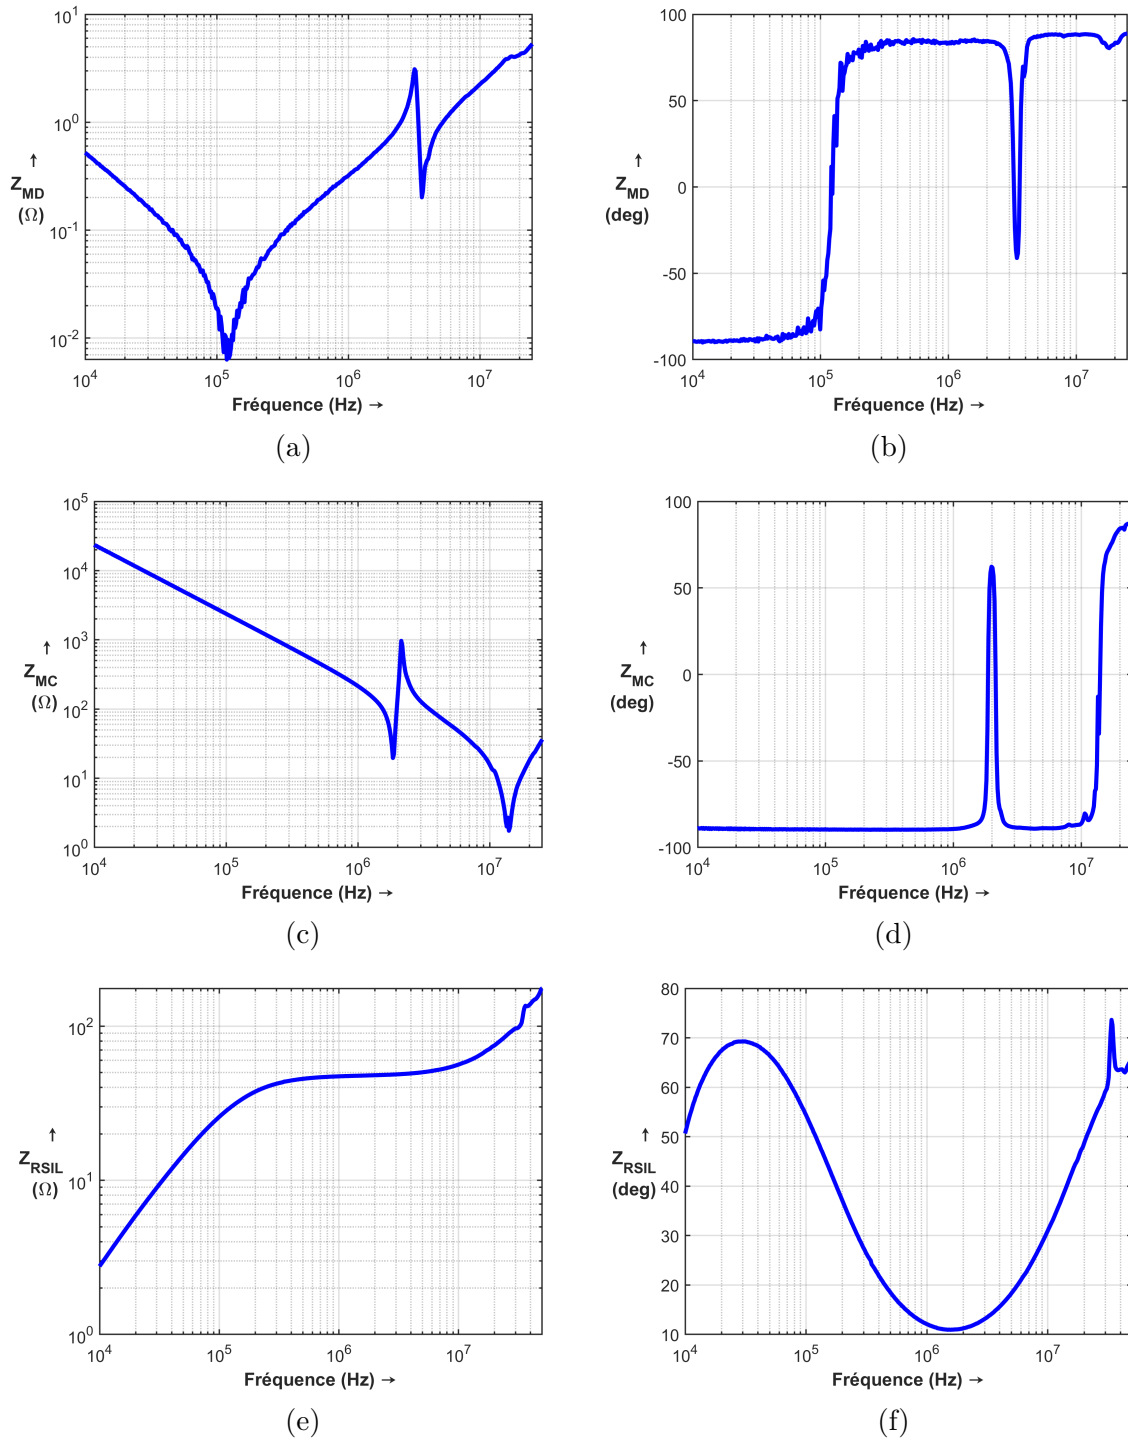 10^1
10^0
10^-1
10^-2
Z_MD
(Ω)
10^4 10^5 10^6 10^7
Fréquence (Hz) →
(a)
100
50
0
-50
-100
Z_MD
(deg)
10^4 10^5 10^6 10^7
Fréquence (Hz) →
(b)
10^5
10^4
10^3
10^2
10^1
10^0
Z_MC
(Ω)
10^4 10^5 10^6 10^7
Fréquence (Hz) →
(c)
100
50
0
-50
-100
Z_MC
(deg)
10^4 10^5 10^6 10^7
Fréquence (Hz) →
(d)
10^2
10^1
10^0
Z_RSIL
(Ω)
10^4 10^5 10^6 10^7
Fréquence (Hz) →
(e)
80
70
60
50
40
30
20
10
Z_RSIL
(deg)
10^4 10^5 10^6 10^7
Fréquence (Hz) →
(f)